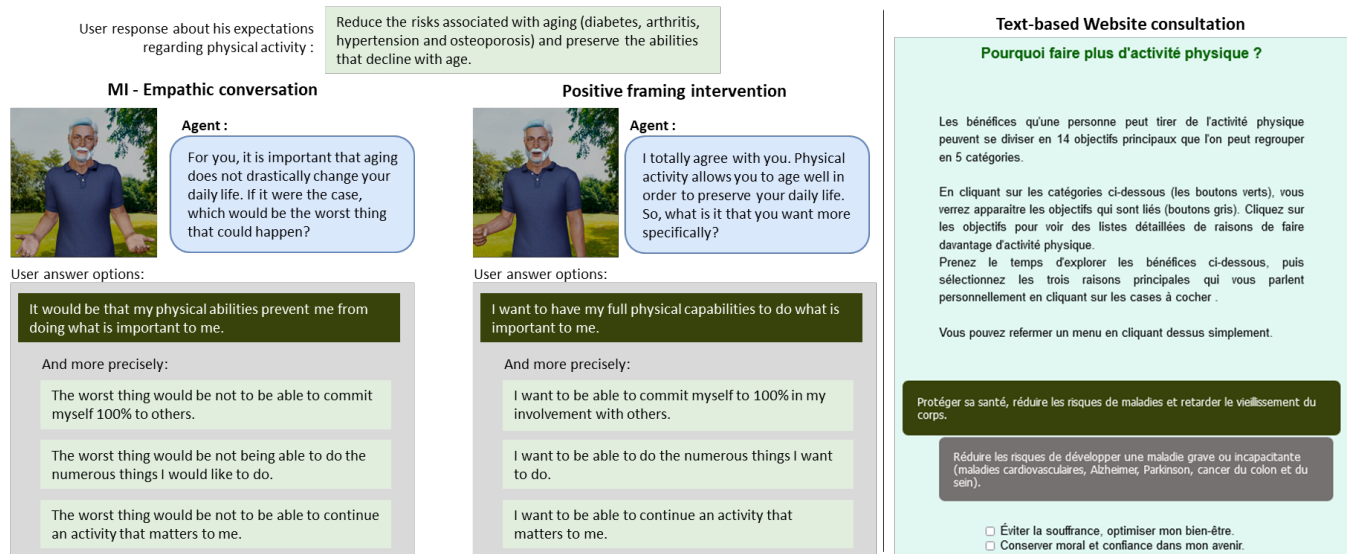 User response about his expectations
regarding physical activity :
Reduce the risks associated with aging (diabetes, arthritis,
hypertension and osteoporosis) and preserve the abilities
that decline with age.
MI - Empathic conversation
Agent :
For you, it is important that aging
does not drastically change your
daily life. If it were the case,
which would be the worst thing
that could happen?
User answer options:
It would be that my physical abilities prevent me from
doing what is important to me.
And more precisely:
The worst thing would be not to be able to commit
myself 100% to others.
The worst would be not being able to do the
numerous things I would like to do.
The worst thing would be not to be able to continue
an activity that matters to me.
Positive framing intervention
Agent :
I totally agree with you. Physical
activity allows you to age well in
order to preserve your daily life.
So, what is it that you want more
specifically?
User answer options:
I want to have my full physical capabilities to do what is
important to me.
And more precisely:
I want to be able to commit myself to 100% in my
involvement with others.
I want to be able to do the numerous things I want
to do.
I want to be able to continue an activity that
matters to me.
Text-based Website consultation
Pourquoi faire plus d'activité physique ?
Les bénéfices qu'une personne peut tirer de l'activité physique
peuvent se diviser en 14 objectifs principaux que l'on peut regrouper
en 5 catégories.
En cliquant sur les catégories ci-dessous (les boutons verts), vous
verrez apparaitre les objectifs qui sont liés (boutons gris). Cliquez sur
les objectifs pour voir des listes détaillées de raisons de faire
davantage d'activité physique.
Prenez le temps d'explorer les bénéfices ci-dessous, puis
sélectionnez les trois raisons principales qui vous parlent
personnellement en cliquant sur les cases à cocher .
Vous pouvez refermer un menu en cliquant dessus simplement.
Protéger sa santé, réduire les risques de maladies et retarder le vieillissement du
corps.
Réduire les risques de développer une maladie grave ou incapacitante
(maladies cardiovasculaires, Alzheimer, Parkinson, cancer du colon et du
sein).
Éviter la souffrance, optimiser mon bien-être.
Conserver moral et confiance dans mon avenir.